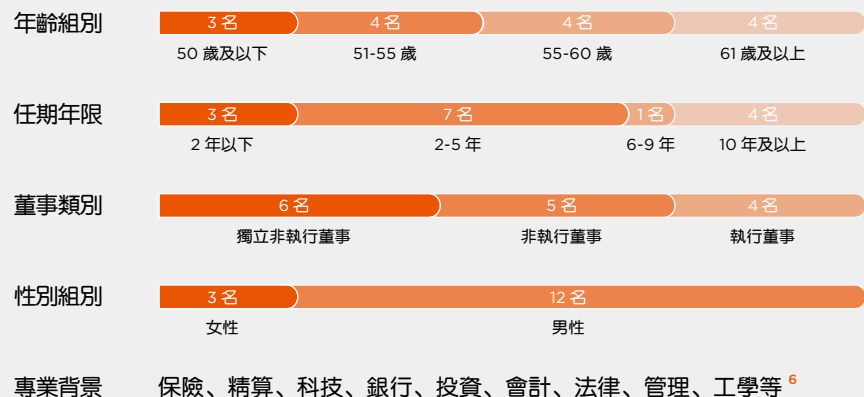 年齡組別 3 名 4 名 4 名 4 名
50 歲及以下 51-55 歲 55-60 歲 61 歲及以上
任期年限 3 名 7 名 1 名 4 名
2 年以下 2-5 年 6-9 年 10 年及以上
董事類別 6 名 5 名 4 名
獨立非執行董事 非執行董事 執行董事
性別組別 3 名 12 名
女性 男性
專業背景 保險、精算、科技、銀行、投資、會計、法律、管理、工學等 6